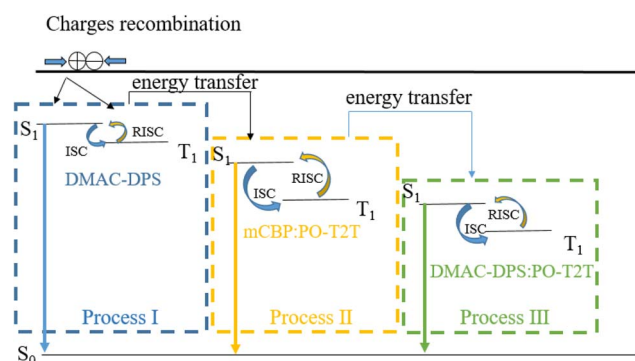 Charges recombination
energy transfer
energy transfer
S1
ISC
RISC
T1
DMAC-DPS
S1
ISC
RISC
T1
mCBP:PO-T2T
S1
ISC
RISC
T1
DMAC-DPS:PO-T2T
Process I
Process II
Process III
S0